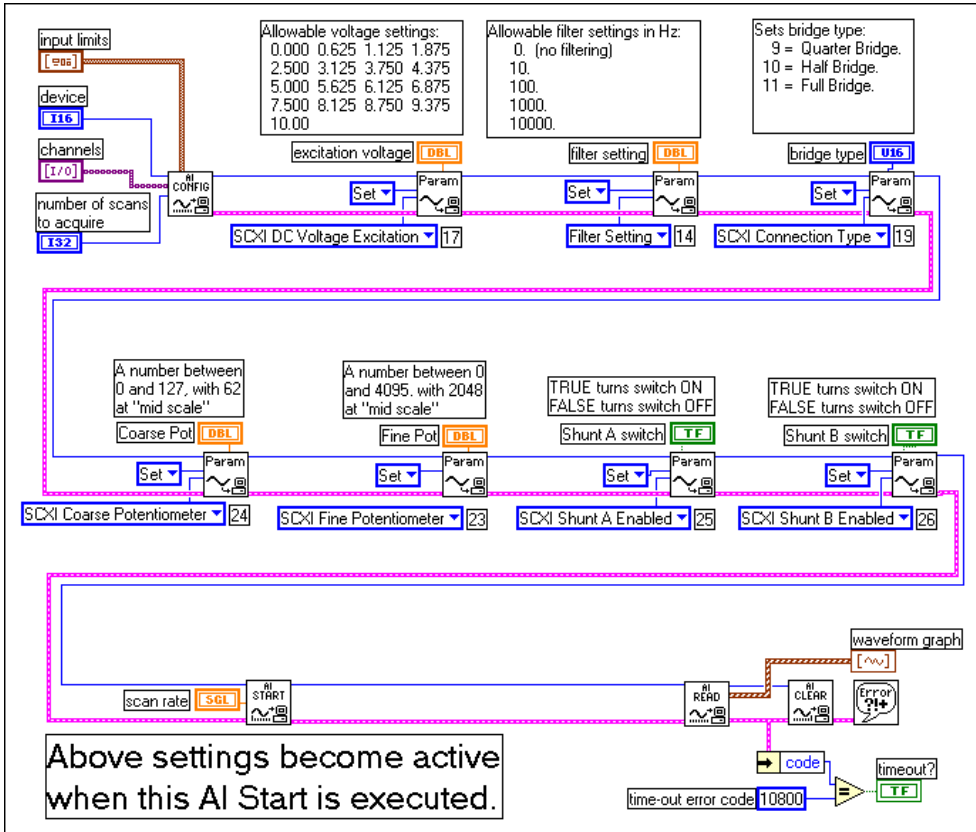 input limits
device
I16
channels
[I/O]
number of scans
to acquire
I32
AI
CONFIG
Allowable voltage settings:
0.000 0.625 1.125 1.875
2.500 3.125 3.750 4.375
5.000 5.625 6.125 6.875
7.500 8.125 8.750 9.375
10.00
excitation voltage DBL
Set
Param
SCXI DC Voltage Excitation 17
Allowable filter settings in Hz:
0. (no filtering)
10.
100.
1000.
10000.
filter setting DBL
Set
Param
Filter Setting 14
Sets bridge type:
9 = Quarter Bridge.
10 = Half Bridge.
11 = Full Bridge.
bridge type U16
Set
Param
SCXI Connection Type 19
A number between
0 and 127, with 62
at "mid scale"
Coarse Pot DBL
Set
Param
SCXI Coarse Potentiometer 24
A number between 0
and 4095. with 2048
at "mid scale"
Fine Pot DBL
Set
Param
SCXI Fine Potentiometer 23
TRUE turns switch ON
FALSE turns switch OFF
Shunt A switch TF
Set
Param
SCXI Shunt A Enabled 25
TRUE turns switch ON
FALSE turns switch OFF
Shunt B switch TF
Set
Param
SCXI Shunt B Enabled 26
scan rate SGL
AI
START
AI
READ
waveform graph
AI
CLEAR
Error
?!+
code
time-out error code 10800
=
timeout?
TF
Above settings become active
when this AI Start is executed.